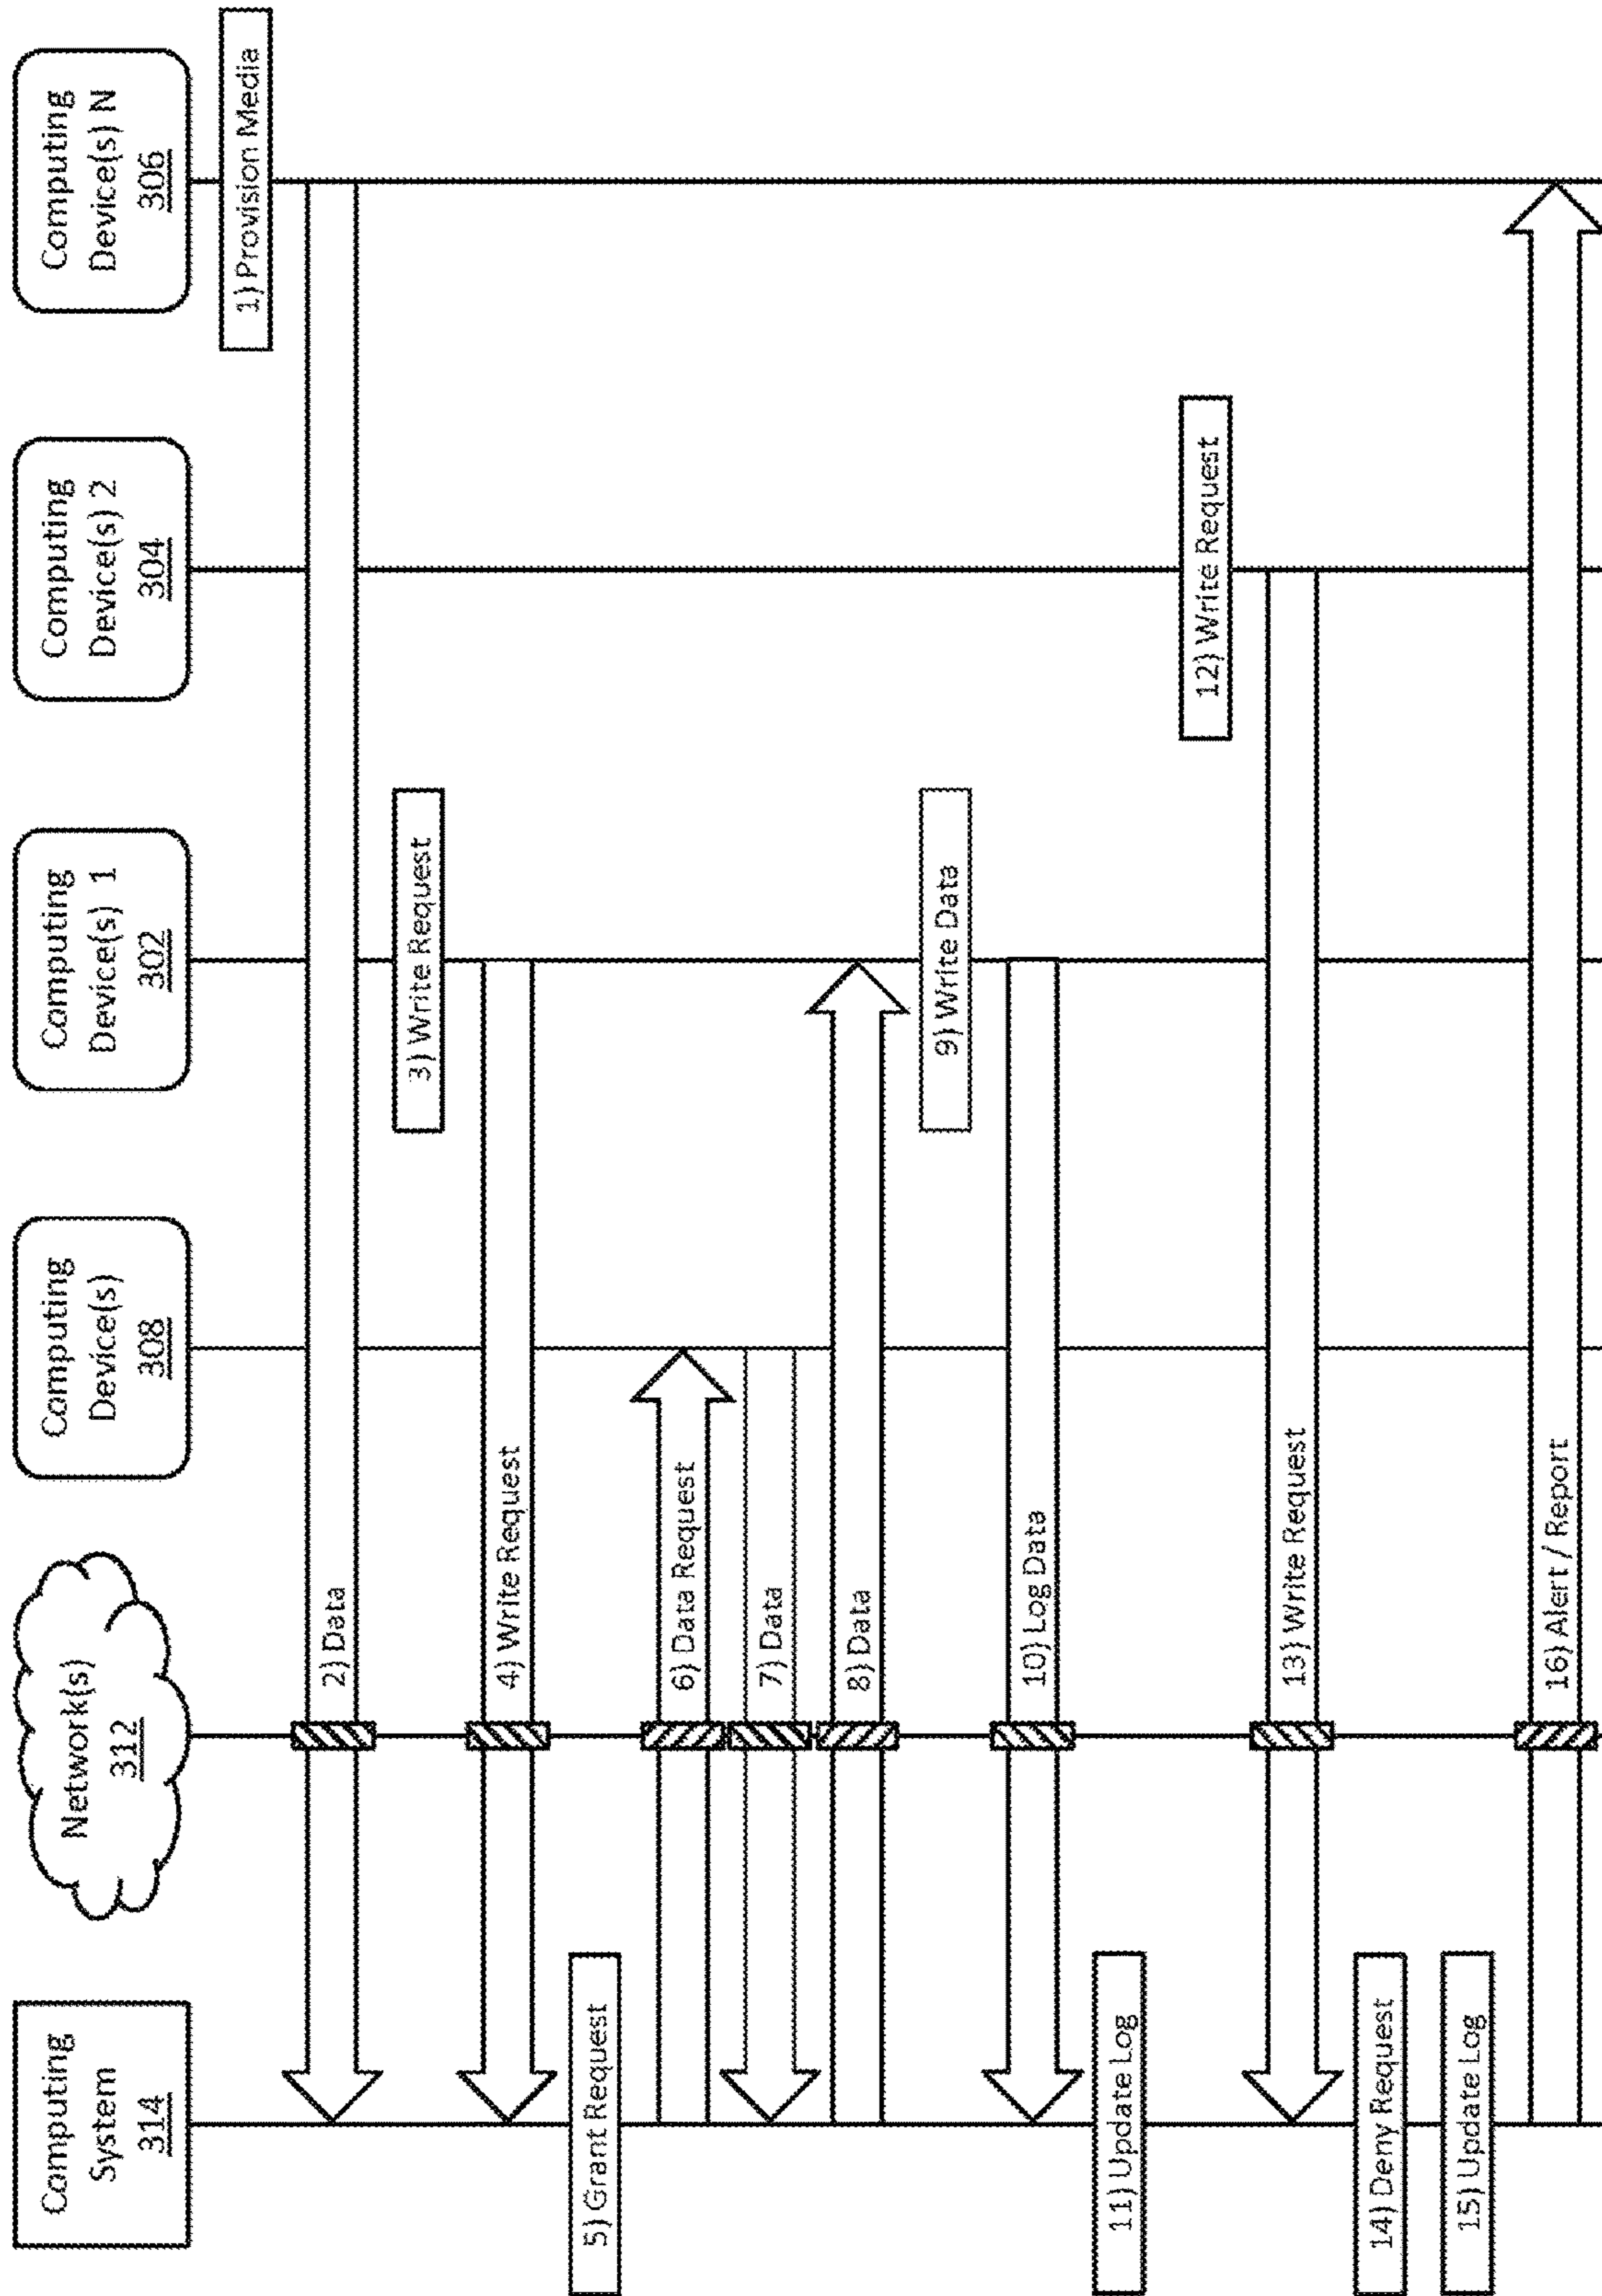 Computing
System
314
Network(s)
312
Computing
Device(s)
308
Computing
Device(s) 1
302
Computing
Device(s) 2
304
Computing
Device(s) N
306
1) Provision Media
2) Data
3) Write Request
4) Write Request
5) Grant Request
6) Data Request
7) Data
8) Data
9) Write Data
10) Log Data
11) Update Log
12) Write Request
13) Write Request
14) Deny Request
15) Update Log
16) Alert / Report